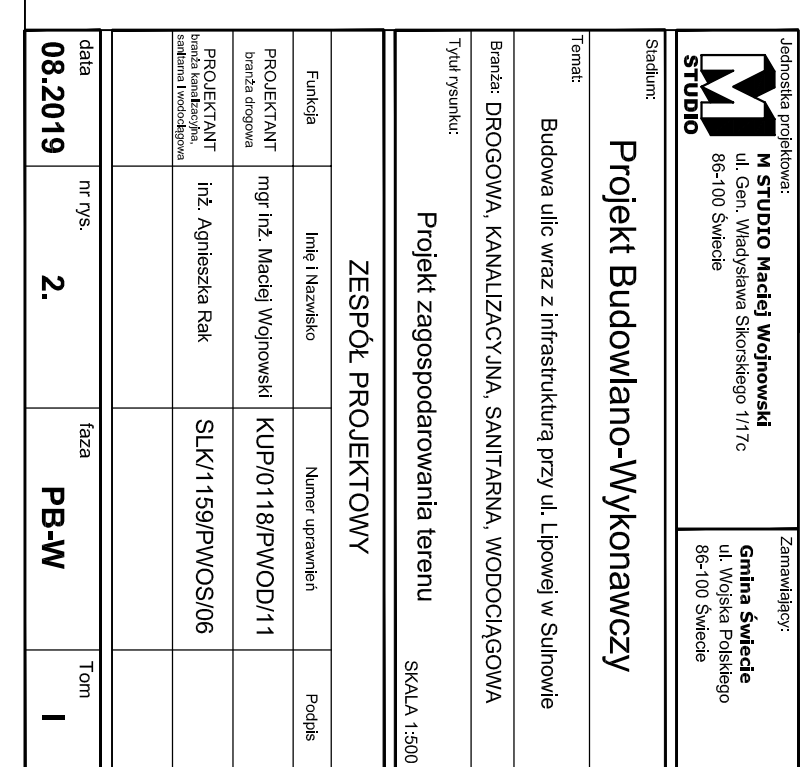 Jednostka projektowa:
M
STUDIO
M STUDIO Maciej Wojnowski
ul. Gen. Władysława Sikorskiego 1/17c
86-100 Świecie
Zamawiający:
Gmina Świecie
ul. Wojska Polskiego
86-100 Świecie
Stadium:
Projekt Budowlano-Wykonawczy
Temat:
Budowa ulic wraz z infrastrukturą przy ul. Lipowej w Sulnowie
Branża: DROGOWA, KANALIZACYJNA, SANITARNA, WODOCIĄGOWA
Tytuł rysunku:
Projekt zagospodarowania terenu
SKALA 1:500
ZESPÓŁ PROJEKTOWY
Funkcja Imię i Nazwisko Numer uprawnień Podpis
PROJEKTANT
branża drogowa
mgr inż. Maciej Wojnowski
KUP/0118/PWOD/11
PROJEKTANT
branża kanalizacyjna,
sanitarna i wodociągowa
inż. Agnieszka Rak
SLK/1159/PWOS/06
data nr rys. faza Tom
08.2019 2. PB-W I